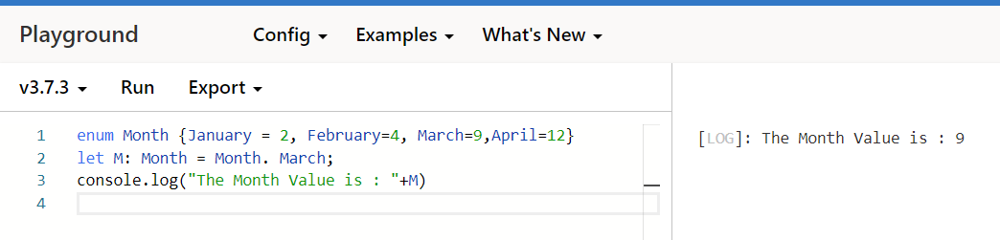 Playground Config Examples What's New
v3.7.3 Run Export
1 enum Month {January = 2, February=4, March=9,April=12}
2 let M: Month = Month. March;
3 console.log("The Month Value is : "+M)
4
[LOG]: The Month Value is : 9